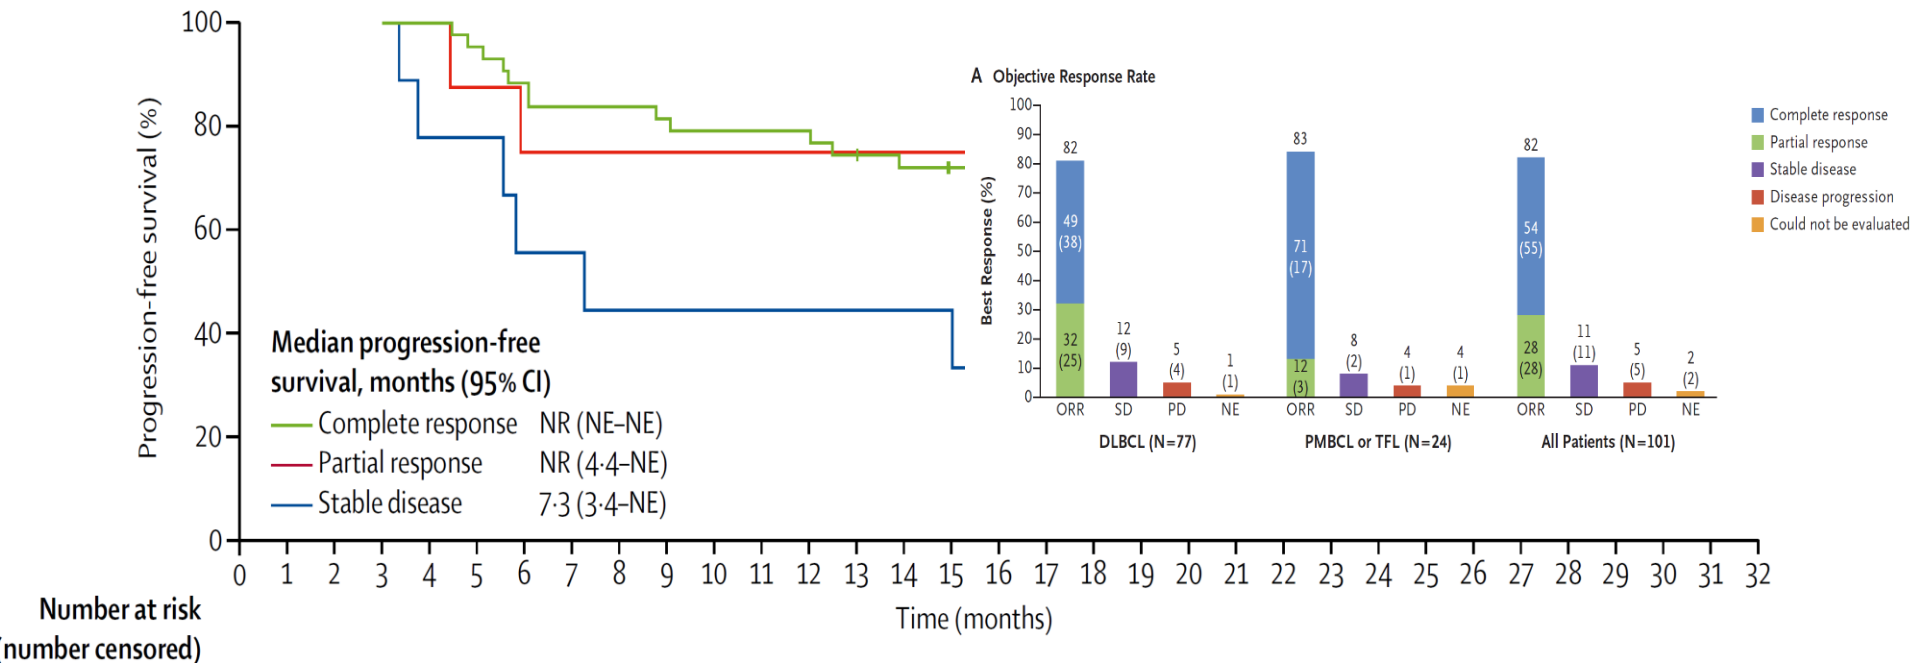 Progression-free survival (%)
100
80
60
40
20
0
Median progression-free
survival, months (95% CI)
Complete response NR (NE–NE)
Partial response NR (4·4–NE)
Stable disease 7·3 (3·4–NE)
0 1 2 3 4 5 6 7 8 9 10 11 12 13 14 15 16 17 18 19 20 21 22 23 24 25 26 27 28 29 30 31 32
Time (months)
Number at risk
(number censored)
A Objective Response Rate
Best Response (%)
100
90
80
70
60
50
40
30
20
10
0
82
49
(38)
32
(25)
12
(9)
5
(4)
1
(1)
83
71
(17)
12
(3)
8
(2)
4
(1)
4
(1)
82
54
(55)
28
(28)
11
(11)
5
(5)
2
(2)
ORR SD PD NE ORR SD PD NE ORR SD PD NE
DLBCL (N=77) PMBCL or TFL (N=24) All Patients (N=101)
Complete response
Partial response
Stable disease
Disease progression
Could not be evaluated